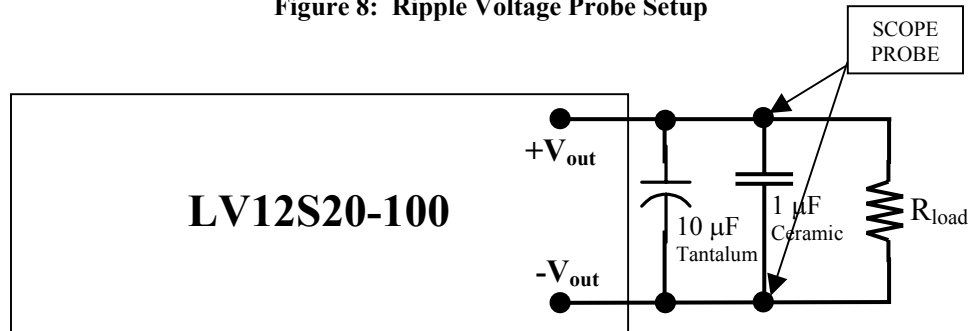 Figure 8: Ripple Voltage Probe Setup
SCOPE
PROBE
+Vout
LV12S20-100
10 μF
Tantalum
1 μF
Ceramic
Rload
-Vout